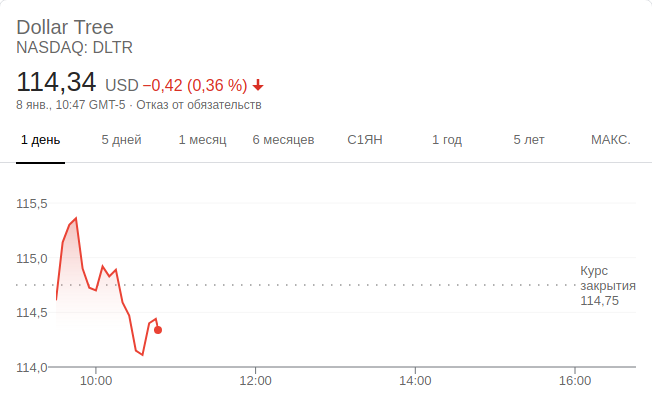 Dollar Tree
NASDAQ: DLTR
114,34 USD −0,42 (0,36 %)
8 янв., 10:47 GMT-5 · Отказ от обязательств
1 день 5 дней 1 месяц 6 месяцев С1ЯН 1 год 5 лет МАКС.
115,5
115,0
Курс
закрытия
114,75
114,5
114,0
10:00 12:00 14:00 16:00